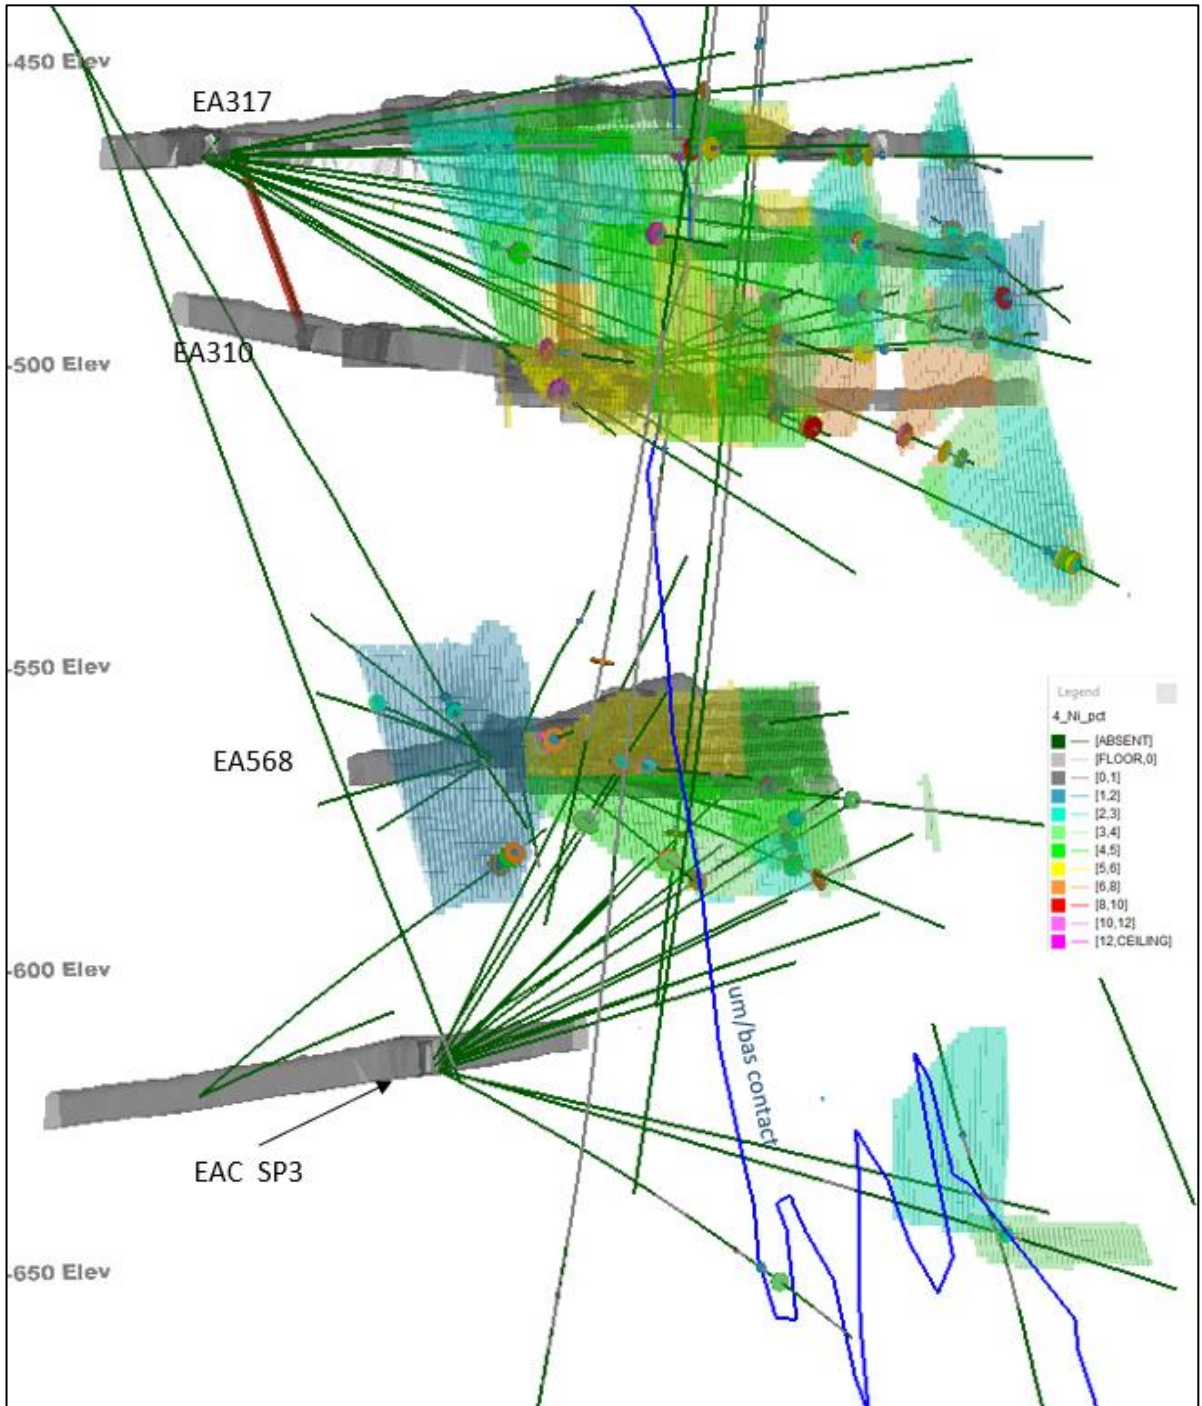 -450 Elev
EA317
EA310
-500 Elev
-550 Elev
EA568
-600 Elev
um/bas contact
EAC SP3
-650 Elev
Legend
4_Ni_pct
[ABSENT]
[FLOOR,0]
[0,1]
[1,2]
[2,3]
[3,4]
[4,5]
[5,6]
[6,8]
[8,10]
[10,12]
[12,CEILING]